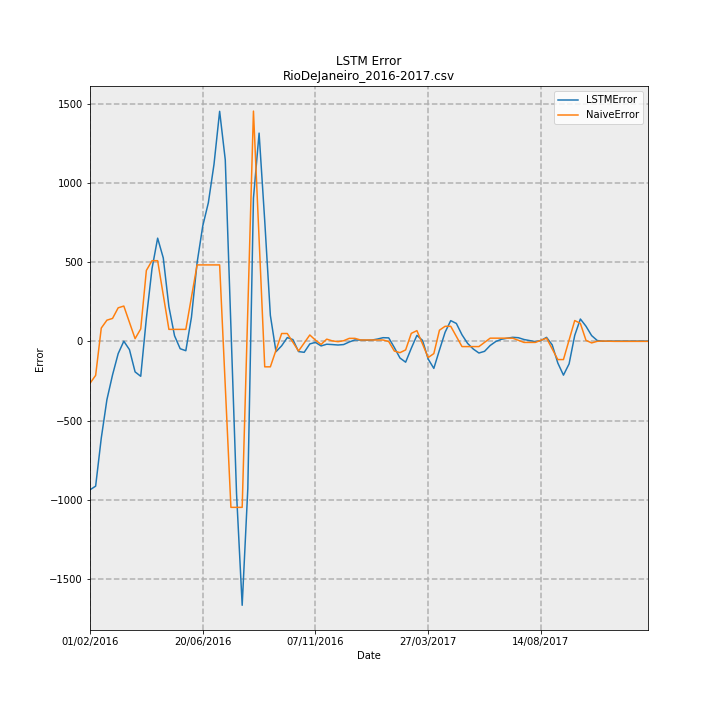 LSTM Error
RioDeJaneiro_2016-2017.csv
LSTMError
NaiveError
1500
1000
500
0
−500
−1000
−1500
Error
01/02/2016 20/06/2016 07/11/2016 27/03/2017 14/08/2017
Date